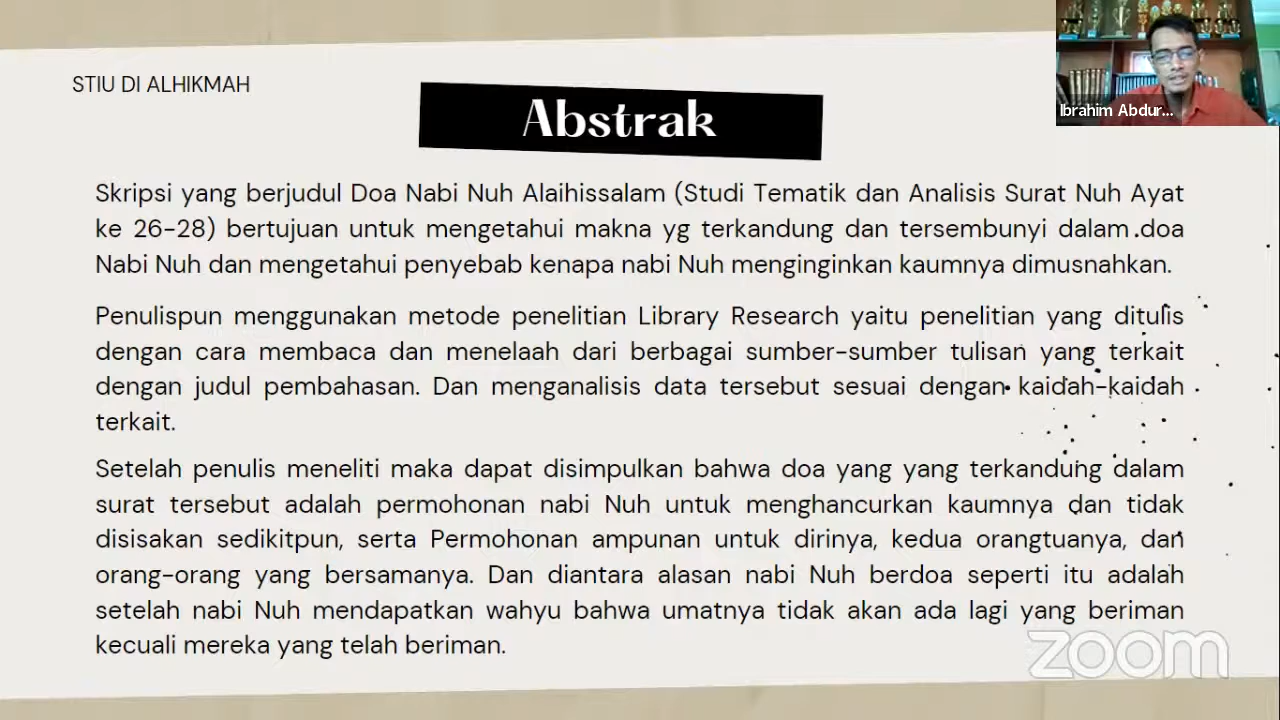 STIU DI ALHIKMAH
Abstrak
Ibrahim Abdur...
Skripsi yang berjudul Doa Nabi Nuh Alaihissalam (Studi Tematik dan Analisis Surat Nuh Ayat
ke 26-28) bertujuan untuk mengetahui makna yg terkandung dan tersembunyi dalam doa
Nabi Nuh dan mengetahui penyebab kenapa nabi Nuh menginginkan kaumnya dimusnahkan.
Penulispun menggunakan metode penelitian Library Research yaitu penelitian yang ditulis
dengan cara membaca dan menelaah dari berbagai sumber-sumber tulisan yang terkait
dengan judul pembahasan. Dan menganalisis data tersebut sesuai dengan kaidah-kaidah
terkait.
Setelah penulis meneliti maka dapat disimpulkan bahwa doa yang yang terkandung dalam
surat tersebut adalah permohonan nabi Nuh untuk menghancurkan kaumnya dan tidak
disisakan sedikitpun, serta Permohonan ampunan untuk dirinya, kedua orangtuanya, dan
orang-orang yang bersamanya. Dan diantara alasan nabi Nuh berdoa seperti itu adalah
setelah nabi Nuh mendapatkan wahyu bahwa umatnya tidak akan ada lagi yang beriman
kecuali mereka yang telah beriman.
zoom